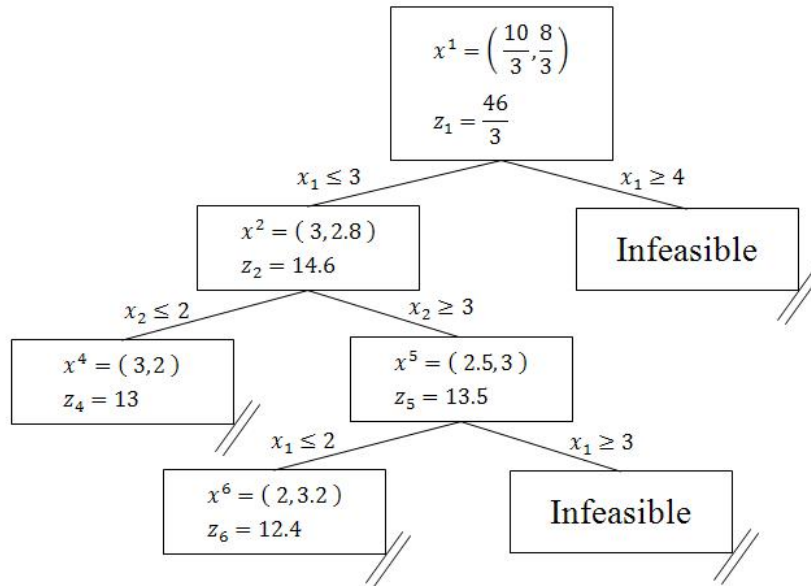 x¹ = (10/3, 8/3)
z₁ = 46/3
x₁ ≤ 3
x₁ ≥ 4
x² = ( 3, 2.8 )
z₂ = 14.6
Infeasible
x₂ ≤ 2
x₂ ≥ 3
x⁴ = ( 3, 2 )
z₄ = 13
x⁵ = ( 2.5, 3 )
z₅ = 13.5
x₁ ≤ 2
x₁ ≥ 3
x⁶ = ( 2, 3.2 )
z₆ = 12.4
Infeasible